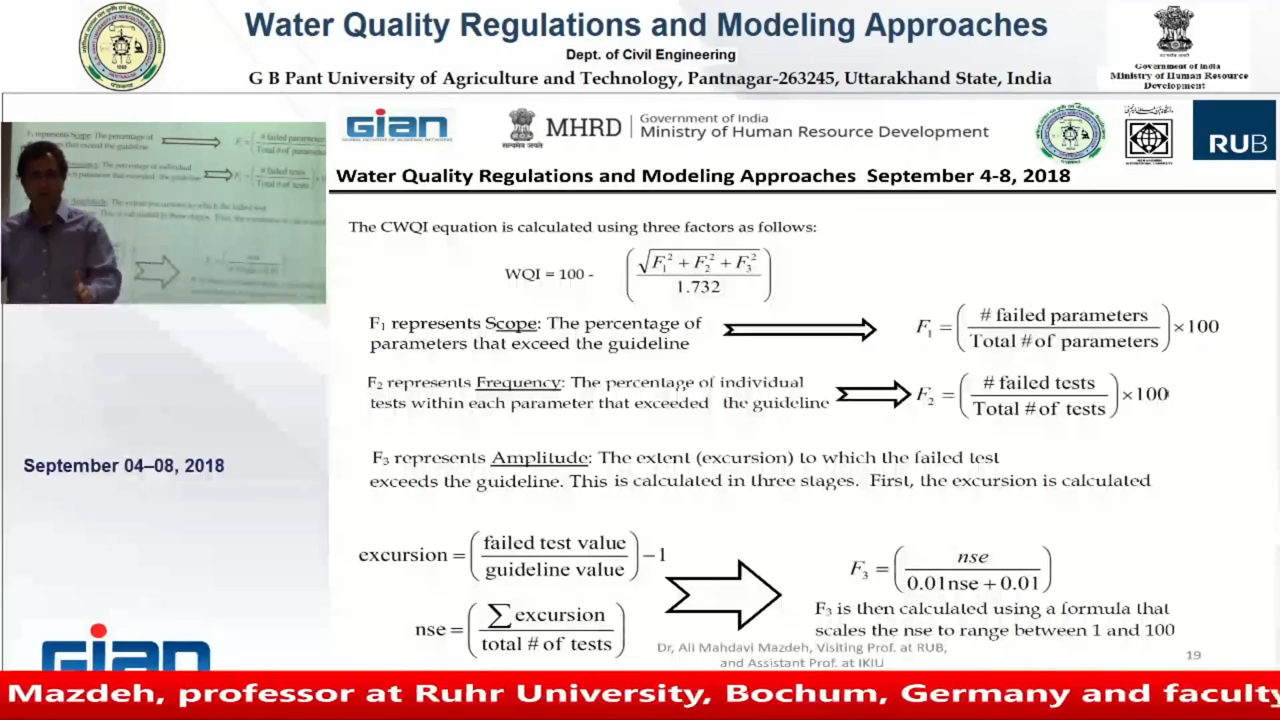 Water Quality Regulations and Modeling Approaches
Dept. of Civil Engineering
G B Pant University of Agriculture and Technology, Pantnagar-263245, Uttarakhand State, India
Government of India
Ministry of Human Resource
Development
gian
MHRD
सत्यमेव जयते
Government of India
Ministry of Human Resource Development
RUB
Water Quality Regulations and Modeling Approaches September 4-8, 2018
The CWQI equation is calculated using three factors as follows:
WQI = 100 - (√F₁² + F₂² + F₃² / 1.732)
F₁ represents Scope: The percentage of
parameters that exceed the guideline
F₁ = (# failed parameters / Total # of parameters) × 100
F₂ represents Frequency: The percentage of individual
tests within each parameter that exceeded the guideline
F₂ = (# failed tests / Total # of tests) × 100
F₃ represents Amplitude: The extent (excursion) to which the failed test
exceeds the guideline. This is calculated in three stages. First, the excursion is calculated
excursion = (failed test value / guideline value) − 1
nse = (∑ excursion / total # of tests)
F₃ = (nse / 0.01nse + 0.01)
F₃ is then calculated using a formula that
scales the nse to range between 1 and 100
Dr, Ali Mahdavi Mazdeh, Visiting Prof. at RUB,
and Assistant Prof. at IKIU
19
September 04–08, 2018
gian
Mazdeh, professor at Ruhr University, Bochum, Germany and faculty